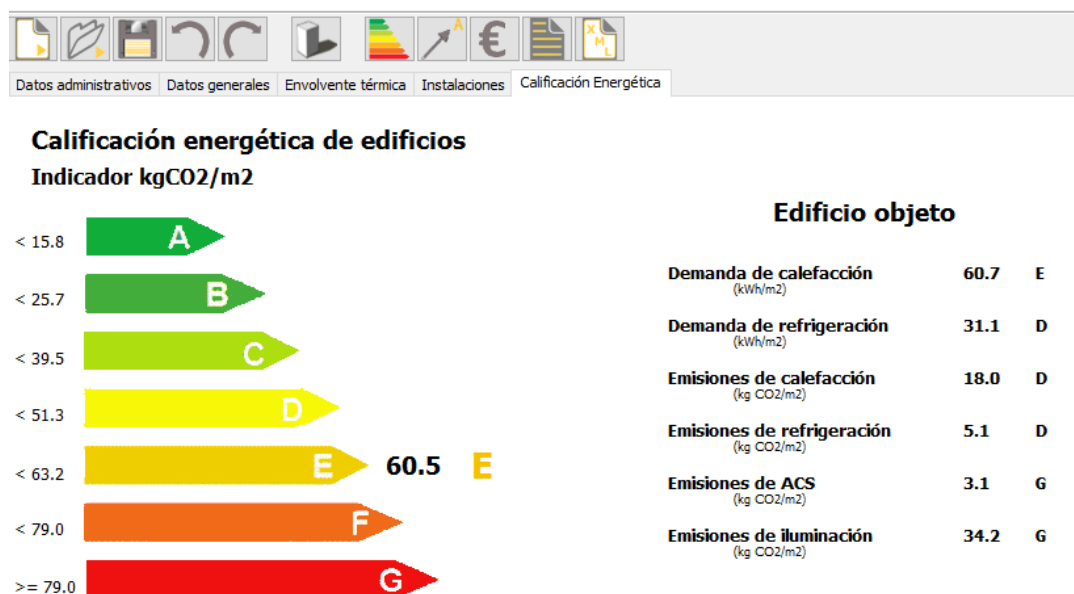 A
€
X
M
L
Datos administrativos Datos generales Envolvente térmica Instalaciones Calificación Energética
Calificación energética de edificios
Indicador kgCO2/m2
< 15.8 A
< 25.7 B
< 39.5 C
< 51.3 D
< 63.2 E 60.5 E
< 79.0 F
>= 79.0 G
Edificio objeto
Demanda de calefacción 60.7 E
(kWh/m2)
Demanda de refrigeración 31.1 D
(kWh/m2)
Emisiones de calefacción 18.0 D
(kg CO2/m2)
Emisiones de refrigeración 5.1 D
(kg CO2/m2)
Emisiones de ACS 3.1 G
(kg CO2/m2)
Emisiones de iluminación 34.2 G
(kg CO2/m2)